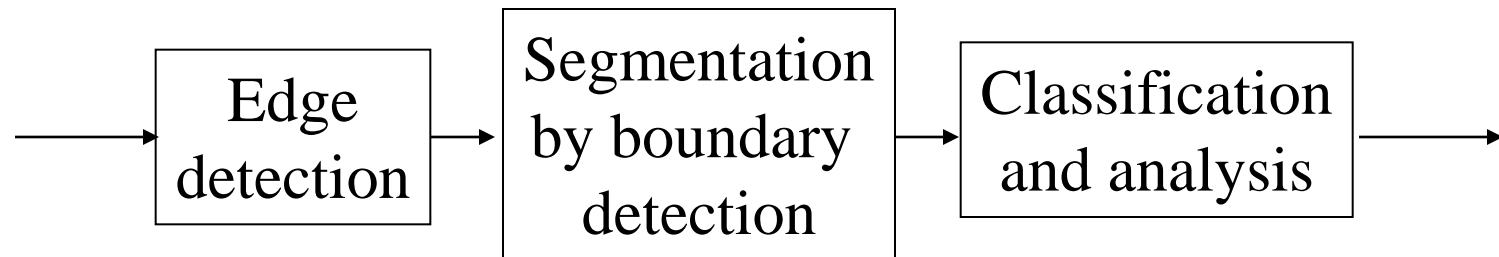 Edge
detection
Segmentation
by boundary
detection
Classification
and analysis